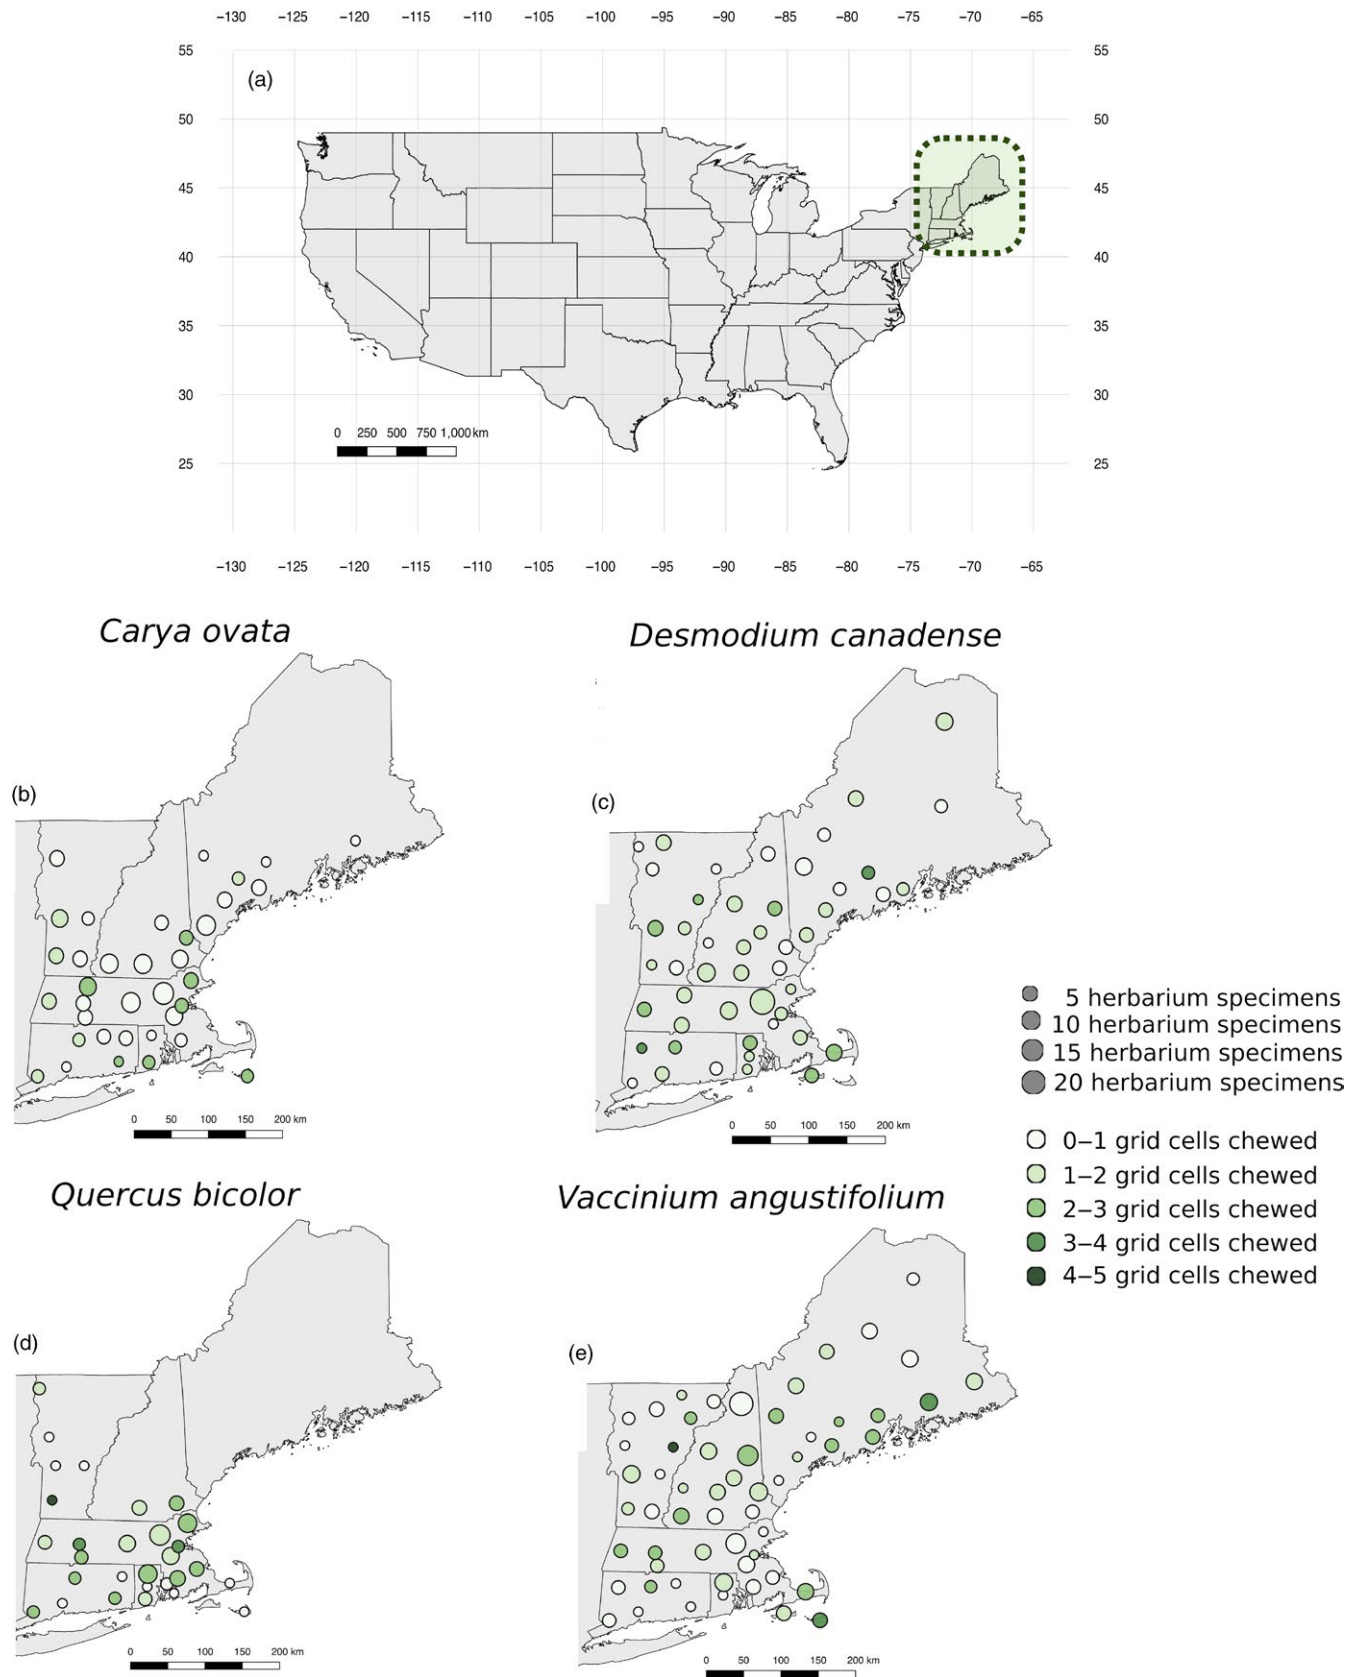 −130 −125 −120 −115 −110 −105 −100 −95 −90 −85 −80 −75 −70 −65
55 55
(a)
50 50
45 45
40 40
35 35
30 30
0 250 500 750 1,000 km
25 25
−130 −125 −120 −115 −110 −105 −100 −95 −90 −85 −80 −75 −70 −65
Carya ovata
(b)
0 50 100 150 200 km
Desmodium canadense
(c)
0 50 100 150 200 km
5 herbarium specimens
10 herbarium specimens
15 herbarium specimens
20 herbarium specimens
0–1 grid cells chewed
1–2 grid cells chewed
2–3 grid cells chewed
3–4 grid cells chewed
4–5 grid cells chewed
Quercus bicolor
(d)
0 50 100 150 200 km
Vaccinium angustifolium
(e)
0 50 100 150 200 km